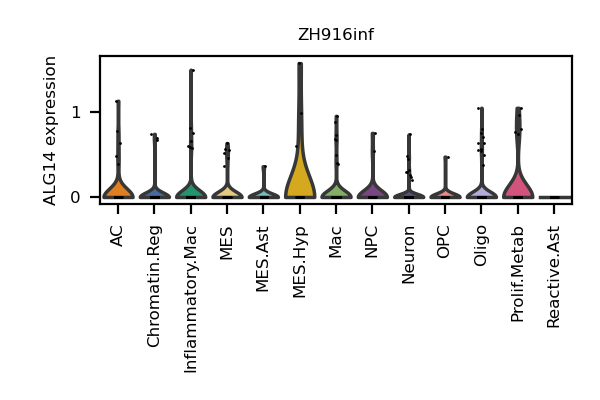 ZH916inf
ALG14 expression
1
0
AC
Chromatin.Reg
Inflammatory.Mac
MES
MES.Ast
MES.Hyp
Mac
NPC
Neuron
OPC
Oligo
Prolif.Metab
Reactive.Ast